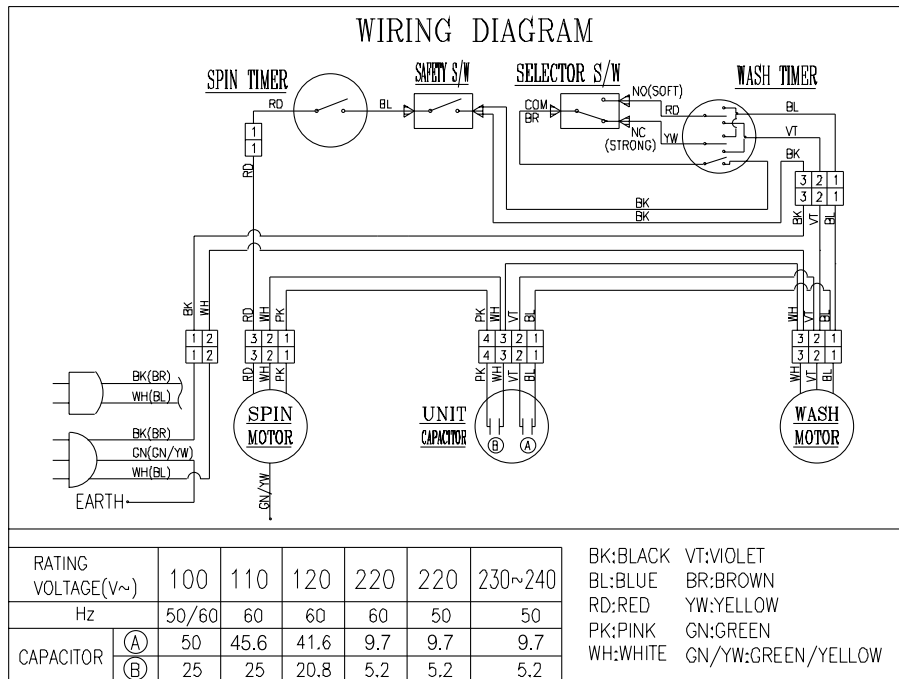 WIRING DIAGRAM
SPIN TIMER
SAFETY S/W
SELECTOR S/W
WASH TIMER
RD
BL
COM
BR
NO(SOFT)
RD
NC
(STRONG)
YW
BL
VT
BK
1
1
RD
BK
BK
3 2 1
3 2 1
BK VT BL
BK WH
RD WH PK
PK WH VT BL
WH VT BL
1 2
1 2
3 2 1
3 2 1
4 3 2 1
4 3 2 1
3 2 1
3 2 1
RD WH PK
PK WH VT BL
WH VT BL
BK(BR)
WH(BL)
SPIN
MOTOR
UNIT
CAPACITOR
B
A
WASH
MOTOR
BK(BR)
GN(GN/YW)
WH(BL)
EARTH
GN/YW
RATING
VOLTAGE(V~) 100 110 120 220 220 230~240
Hz 50/60 60 60 60 50 50
CAPACITOR
A 50 45.6 41.6 9.7 9.7 9.7
B 25 25 20.8 5.2 5.2 5.2
BK:BLACK VT:VIOLET
BL:BLUE BR:BROWN
RD:RED YW:YELLOW
PK:PINK GN:GREEN
WH:WHITE GN/YW:GREEN/YELLOW